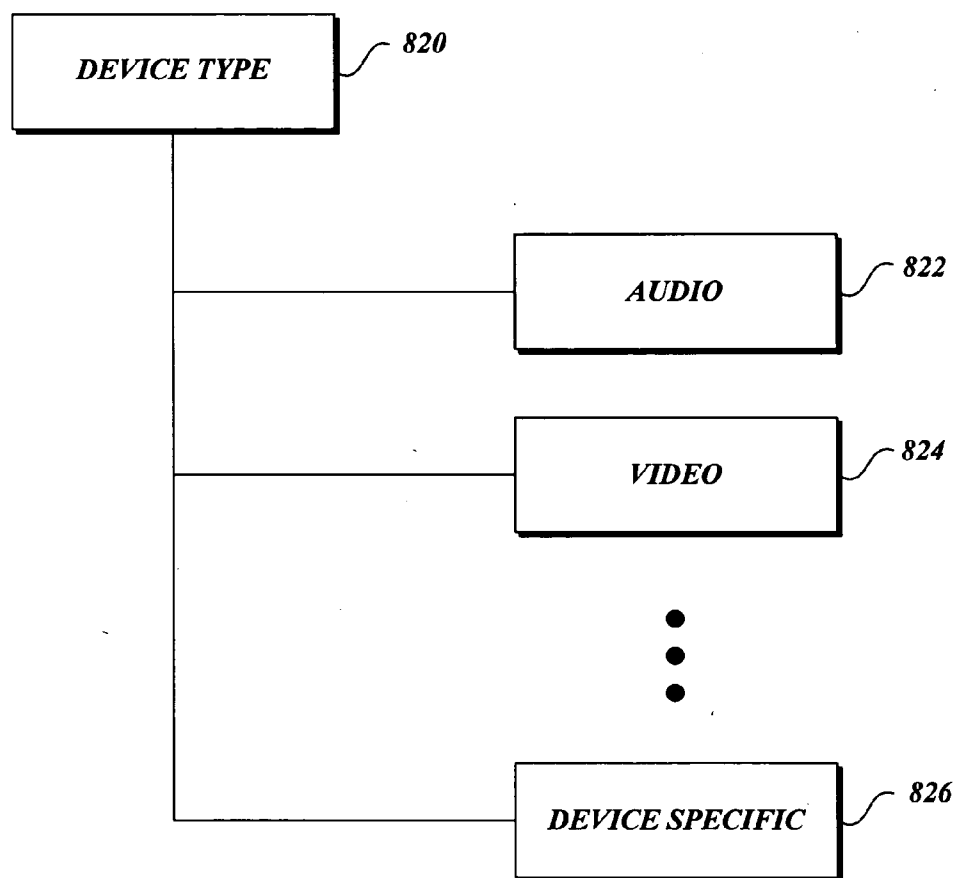 DEVICE TYPE
820
AUDIO
822
VIDEO
824
DEVICE SPECIFIC
826